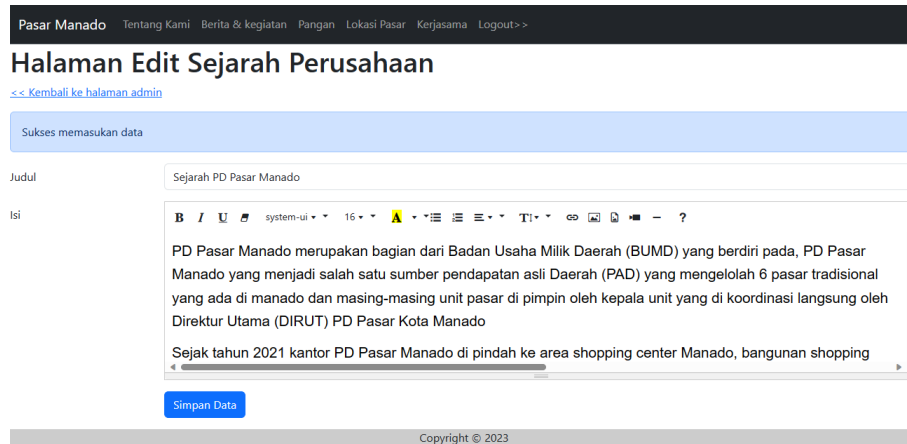 Pasar Manado Tentang Kami Berita & kegiatan Pangan Lokasi Pasar Kerjasama Logout>>
Halaman Edit Sejarah Perusahaan
<< Kembali ke halaman admin
Sukses memasukan data
Judul Sejarah PD Pasar Manado
Isi
B I U system-ui 16 A T ?
PD Pasar Manado merupakan bagian dari Badan Usaha Milik Daerah (BUMD) yang berdiri pada, PD Pasar
Manado yang menjadi salah satu sumber pendapatan asli Daerah (PAD) yang mengelolah 6 pasar tradisional
yang ada di manado dan masing-masing unit pasar di pimpin oleh kepala unit yang di koordinasi langsung oleh
Direktur Utama (DIRUT) PD Pasar Kota Manado
Sejak tahun 2021 kantor PD Pasar Manado di pindah ke area shopping center Manado, bangunan shopping
Simpan Data
Copyright © 2023